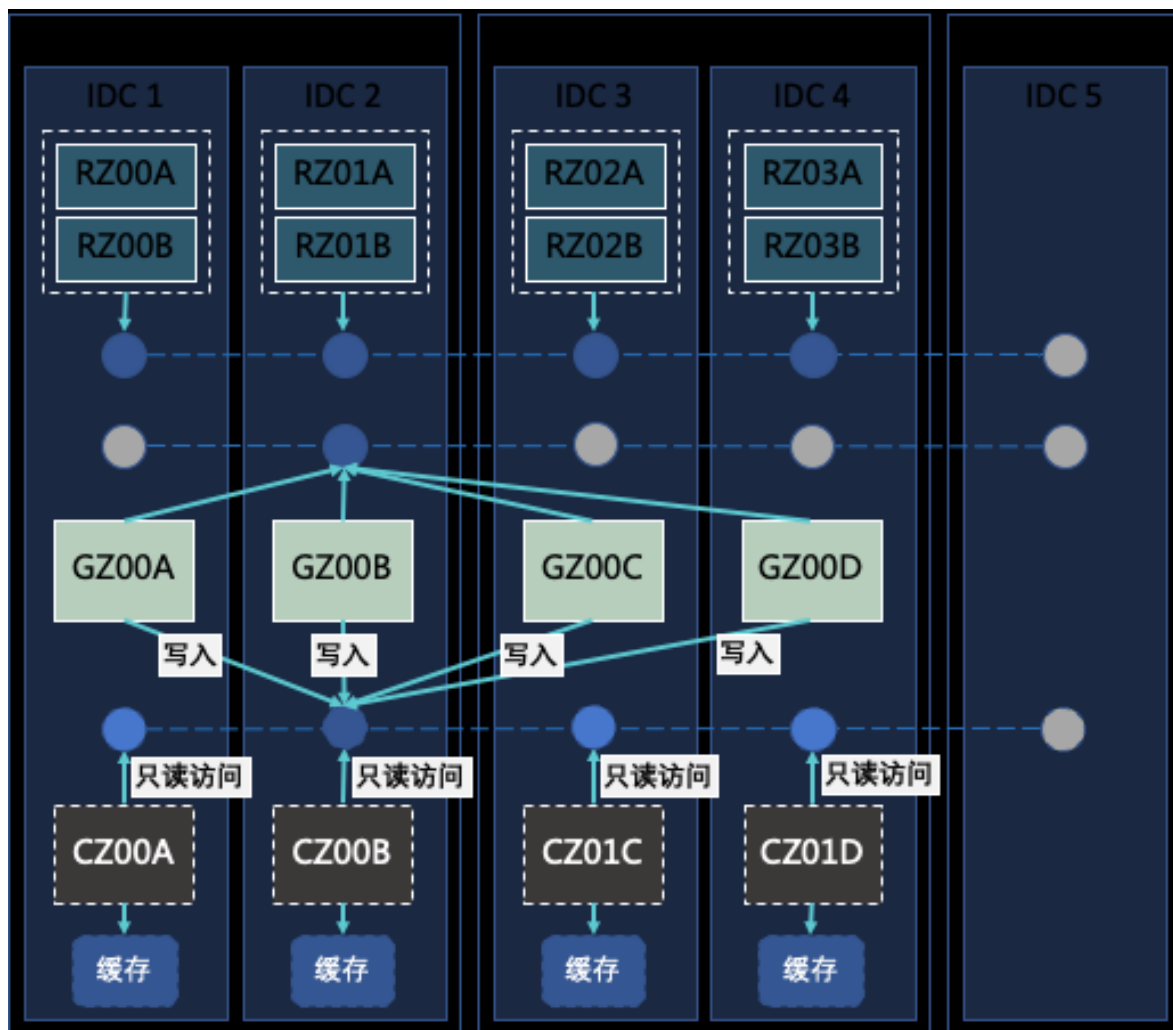 IDC 1
IDC 2
IDC 3
IDC 4
IDC 5
RZ00A
RZ01A
RZ02A
RZ03A
RZ00B
RZ01B
RZ02B
RZ03B
GZ00A
GZ00B
GZ00C
GZ00D
写入
写入
写入
写入
只读访问
只读访问
只读访问
只读访问
CZ00A
CZ00B
CZ01C
CZ01D
缓存
缓存
缓存
缓存